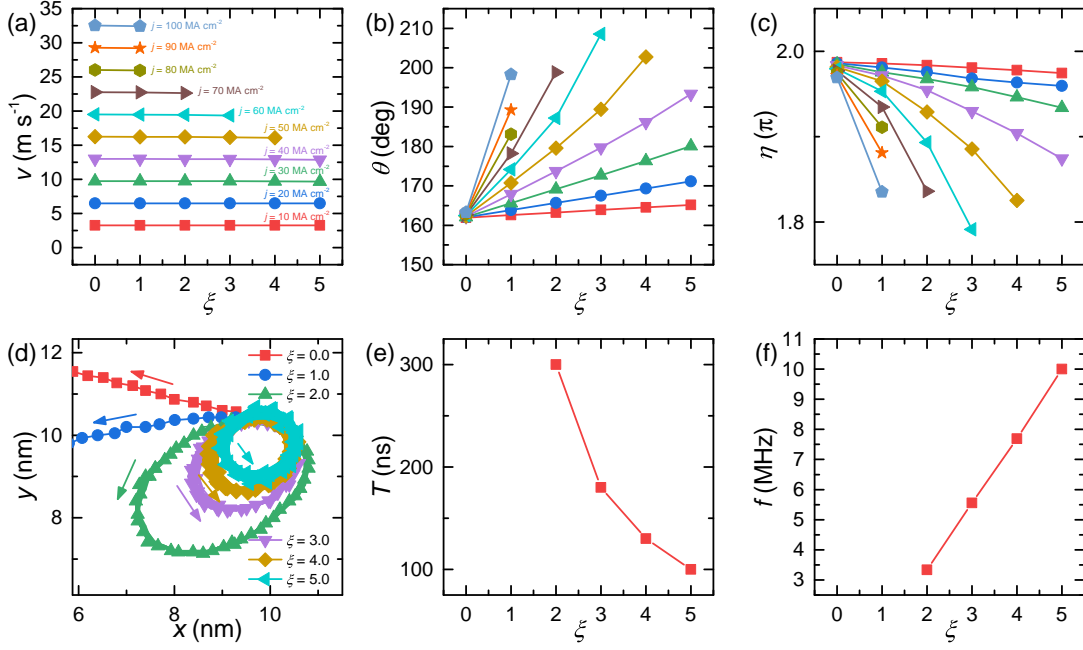 (a)
v (m s⁻¹)
35
30
25
20
15
10
5
0
j = 100 MA cm⁻²
j = 90 MA cm⁻²
j = 80 MA cm⁻²
j = 70 MA cm⁻²
j = 60 MA cm⁻²
j = 50 MA cm⁻²
j = 40 MA cm⁻²
j = 30 MA cm⁻²
j = 20 MA cm⁻²
j = 10 MA cm⁻²
0 1 2 3 4 5
ξ
(b)
θ (deg)
210
200
190
180
170
160
150
0 1 2 3 4 5
ξ
(c)
η (π)
2.0
1.8
0 1 2 3 4 5
ξ
(d)
y (nm)
12
10
8
ξ = 0.0
ξ = 1.0
ξ = 2.0
ξ = 3.0
ξ = 4.0
ξ = 5.0
6 8 10
x (nm)
(e)
T (ns)
300
200
100
0 1 2 3 4 5
ξ
(f)
f (MHz)
11
10
9
8
7
6
5
4
3
0 1 2 3 4 5
ξ